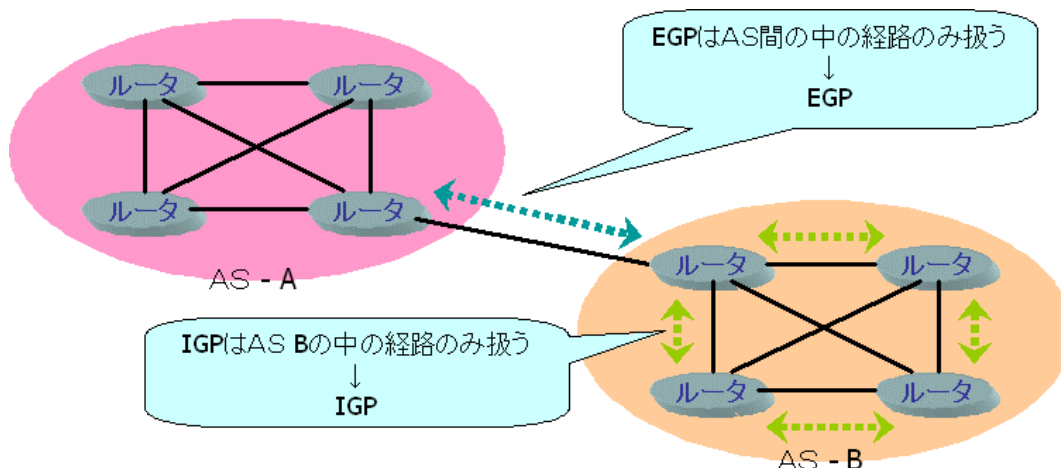 EGPはAS間の中の経路のみ扱う
↓
EGP
ルータ
ルータ
ルータ
ルータ
AS - A
ルータ
ルータ
IGPはAS Bの中の経路のみ扱う
↓
IGP
ルータ
ルータ
AS - B